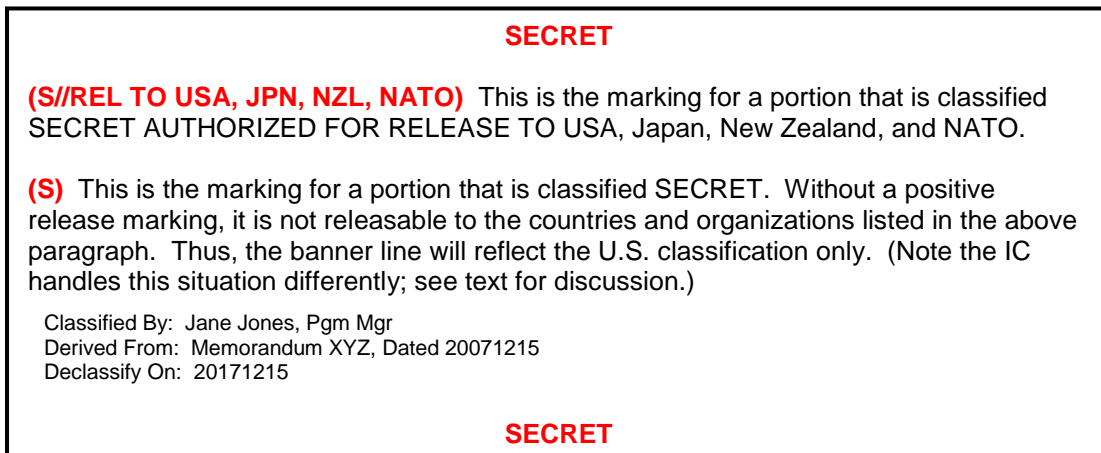 SECRET
(S//REL TO USA, JPN, NZL, NATO) This is the marking for a portion that is classified
SECRET AUTHORIZED FOR RELEASE TO USA, Japan, New Zealand, and NATO.
(S) This is the marking for a portion that is classified SECRET. Without a positive
release marking, it is not releasable to the countries and organizations listed in the above
paragraph. Thus, the banner line will reflect the U.S. classification only. (Note the IC
handles this situation differently; see text for discussion.)
Classified By: Jane Jones, Pgm Mgr
Derived From: Memorandum XYZ, Dated 20071215
Declassify On: 20171215
SECRET